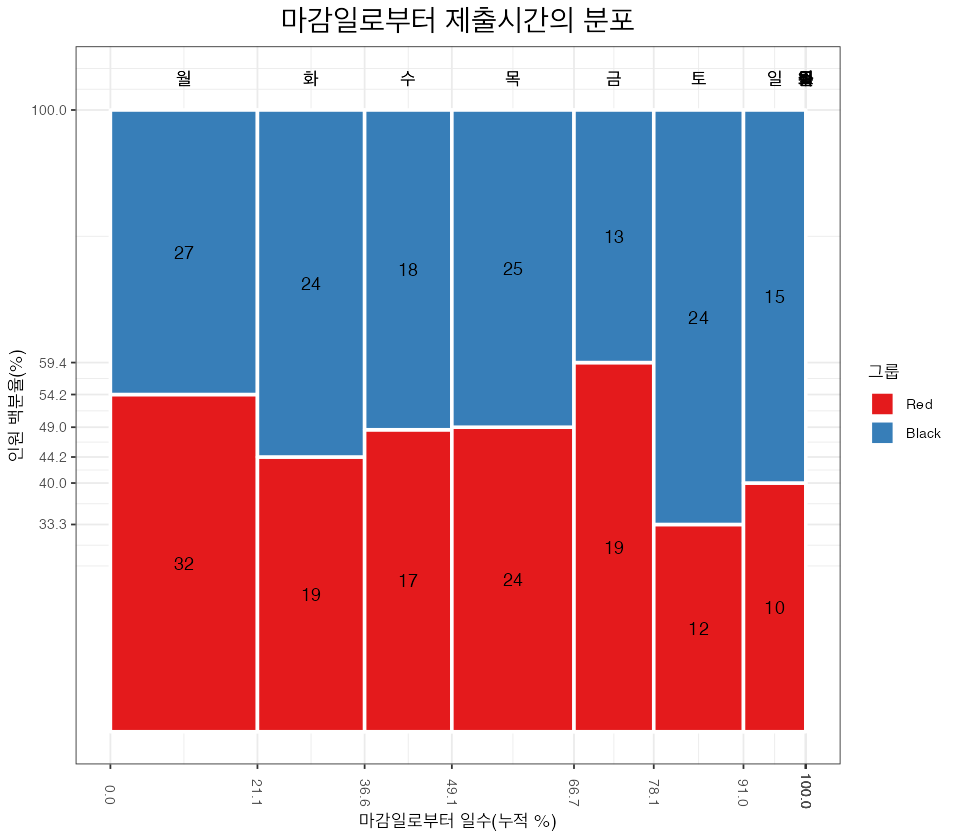 마감일로부터 제출시간의 분포
월 화 수 목 금 토 일
100.0
59.4
54.2
49.0
44.2
40.0
33.3
인원 백분율(%)
27 24 18 25 13 24 15
32 19 17 24 19 12 10
그룹
Red
Black
0.0 21.1 36.6 49.1 66.7 78.1 91.0 100.0
마감일로부터 일수(누적 %)